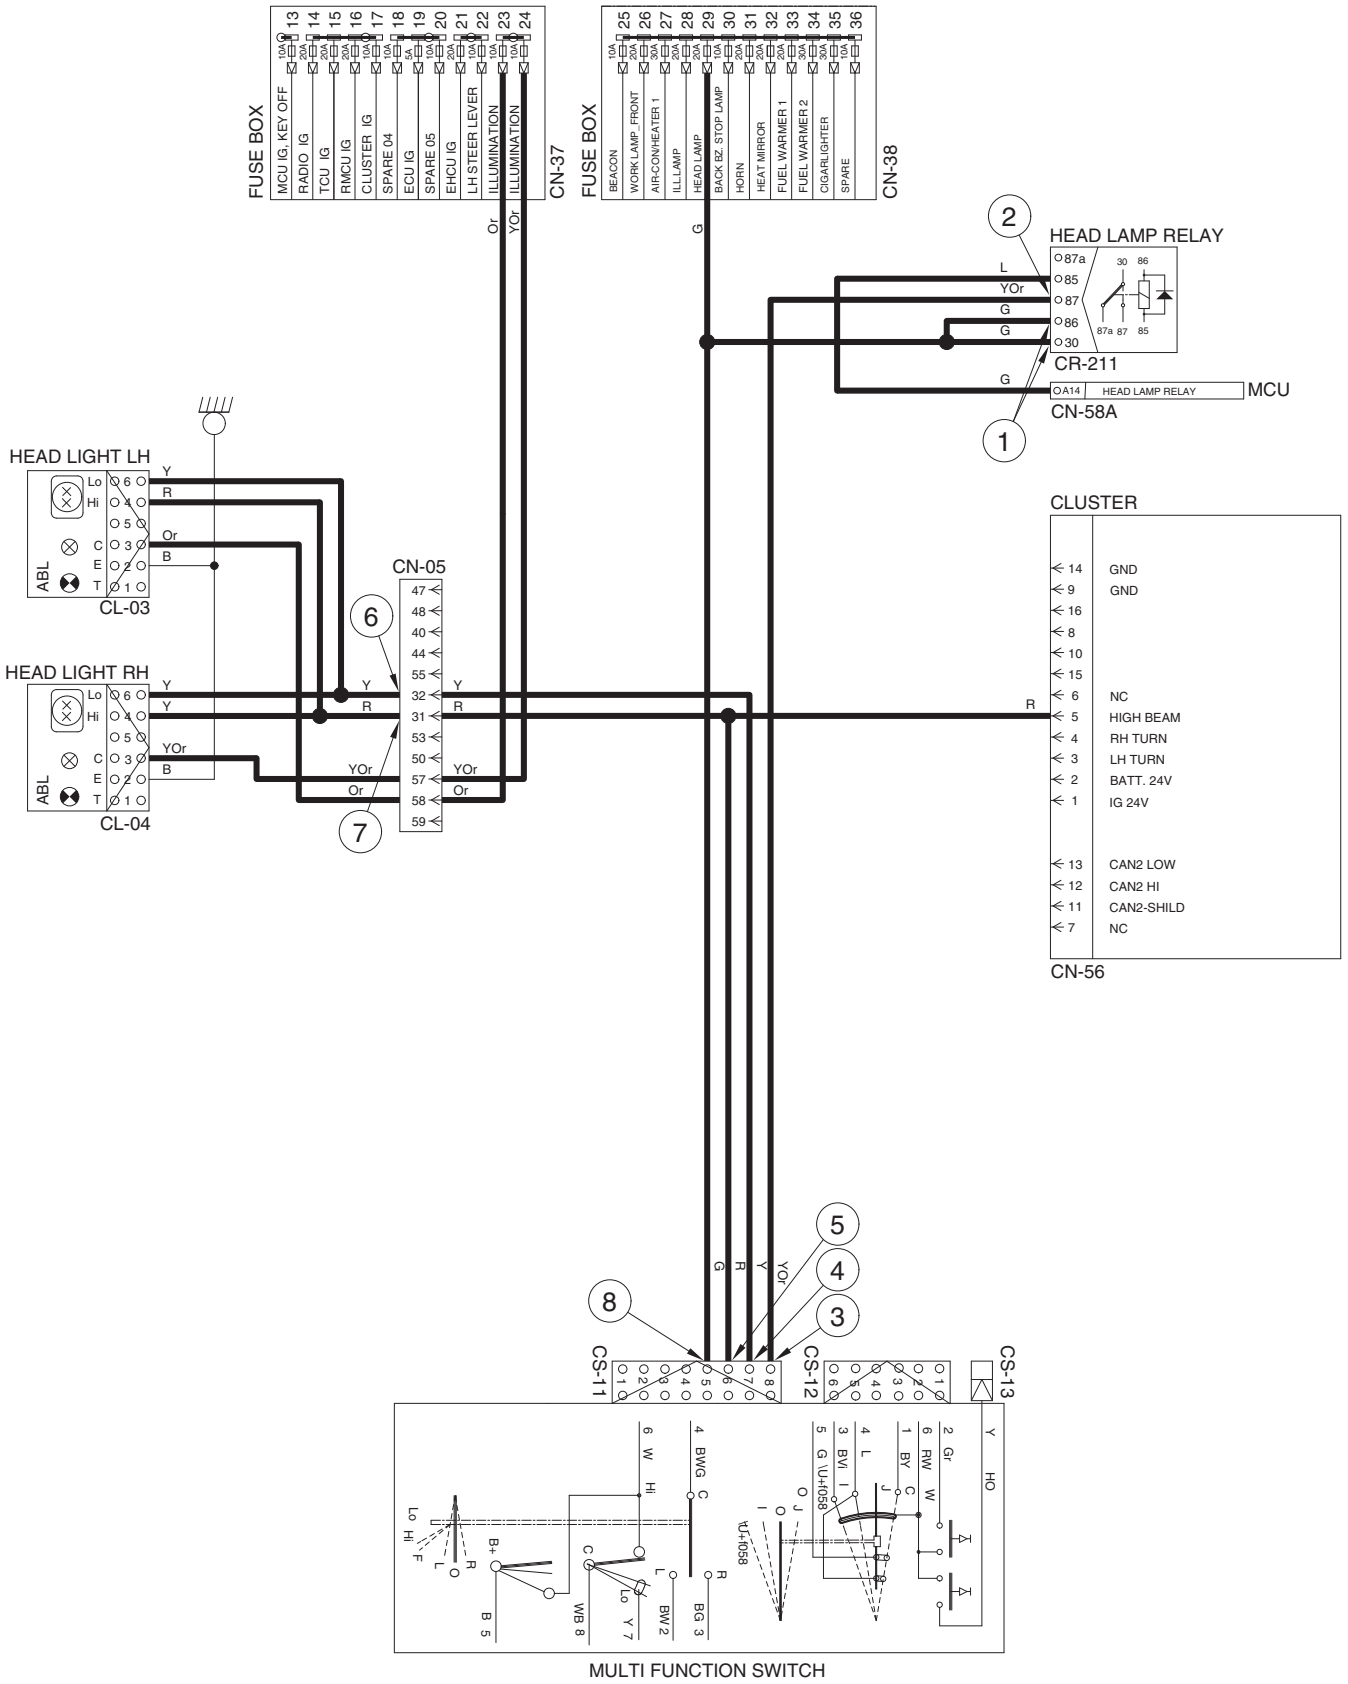 13 14 15 16 17 18 19 20 21 22 23 24
10A 20A 20A 20A 10A 10A 5A 20A 20A 10A 10A 10A
FUSE BOX
MCU IG, KEY OFF
RADIO IG
TCU IG
RMCU IG
CLUSTER IG
SPARE 04
ECU IG
SPARE 05
EHCU IG
LH STEER LEVER
ILLUMINATION
ILLUMINATION
CN-37
Or
YOr
25 26 27 28 29 30 31 32 33 34 35 36
10A 20A 30A 20A 20A 10A 20A 20A 20A 30A 30A 10A
FUSE BOX
BEACON
WORK LAMP_FRONT
AIR-CON/HEATER 1
ILL LAMP
HEAD LAMP
BACK BZ. STOP LAMP
HORN
HEAT MIRROR
FUEL WARMER 1
FUEL WARMER 2
CIGARLIGHTER
SPARE
CN-38
G
2
HEAD LAMP RELAY
87a
L 85
YOr 87
G 86
G 30
30 86
87a 87 85
CR-211
G A14 HEAD LAMP RELAY MCU
CN-58A
1
HEAD LIGHT LH
Lo 6 Y
Hi 4 R
5
C 3 Or
E 2 B
T 1
ABL
CL-03
HEAD LIGHT RH
Lo 6 Y
Hi 4 Y
5
C 3 YOr
E 2 B
T 1
ABL
CL-04
CN-05
47
48
40
44
55
Y 32 Y
R 31 R
53
50
YOr 57 YOr
Or 58 Or
59
6
7
CLUSTER
14 GND
9 GND
16
8
10
15
6 NC
R 5 HIGH BEAM
4 RH TURN
3 LH TURN
2 BATT. 24V
1 IG 24V
13 CAN2 LOW
12 CAN2 HI
11 CAN2-SHILD
7 NC
CN-56
5
4
3
8
G R Y YOr
CS-11
1 2 3 4 5 6 7 8
CS-12
6 5 4 3 2 1
CS-13
6 W Hi
4 BWG C
5 G \U+f058
3 BVi I
4 L
1 BY C
J
6 RW W
2 Gr
Y HO
O J
O
I
\U+f058
Lo Hi F L O R
B+
B 5
C
WB 8
Lo
Y 7
L
BW 2
R
BG 3
MULTI FUNCTION SWITCH